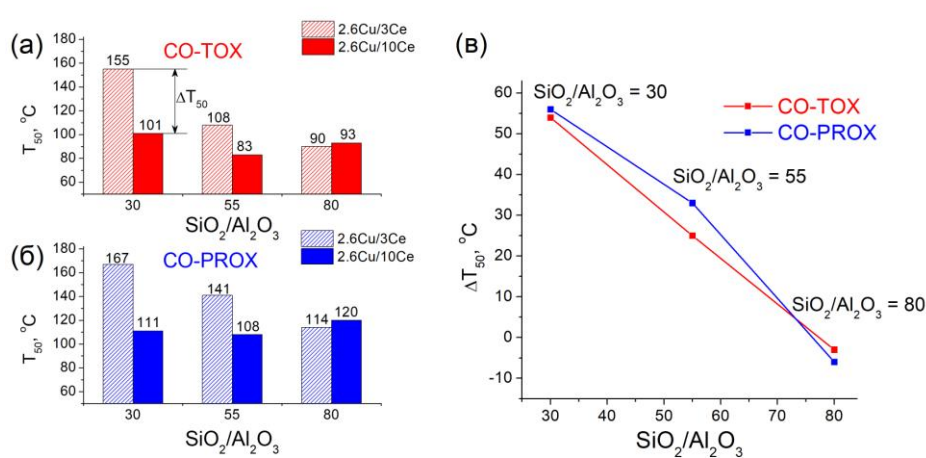 (a)
CO-TOX
2.6Cu/3Ce
2.6Cu/10Ce
T₅₀, °C
180
160
140
120
100
80
60
155
101
ΔT₅₀
108
83
90
93
30
55
80
SiO₂/Al₂O₃
(б)
CO-PROX
2.6Cu/3Ce
2.6Cu/10Ce
T₅₀, °C
180
160
140
120
100
80
60
167
111
141
108
114
120
30
55
80
SiO₂/Al₂O₃
(в)
CO-TOX
CO-PROX
SiO₂/Al₂O₃ = 30
SiO₂/Al₂O₃ = 55
SiO₂/Al₂O₃ = 80
ΔT₅₀, °C
60
50
40
30
20
10
0
-10
30
40
50
60
70
80
SiO₂/Al₂O₃